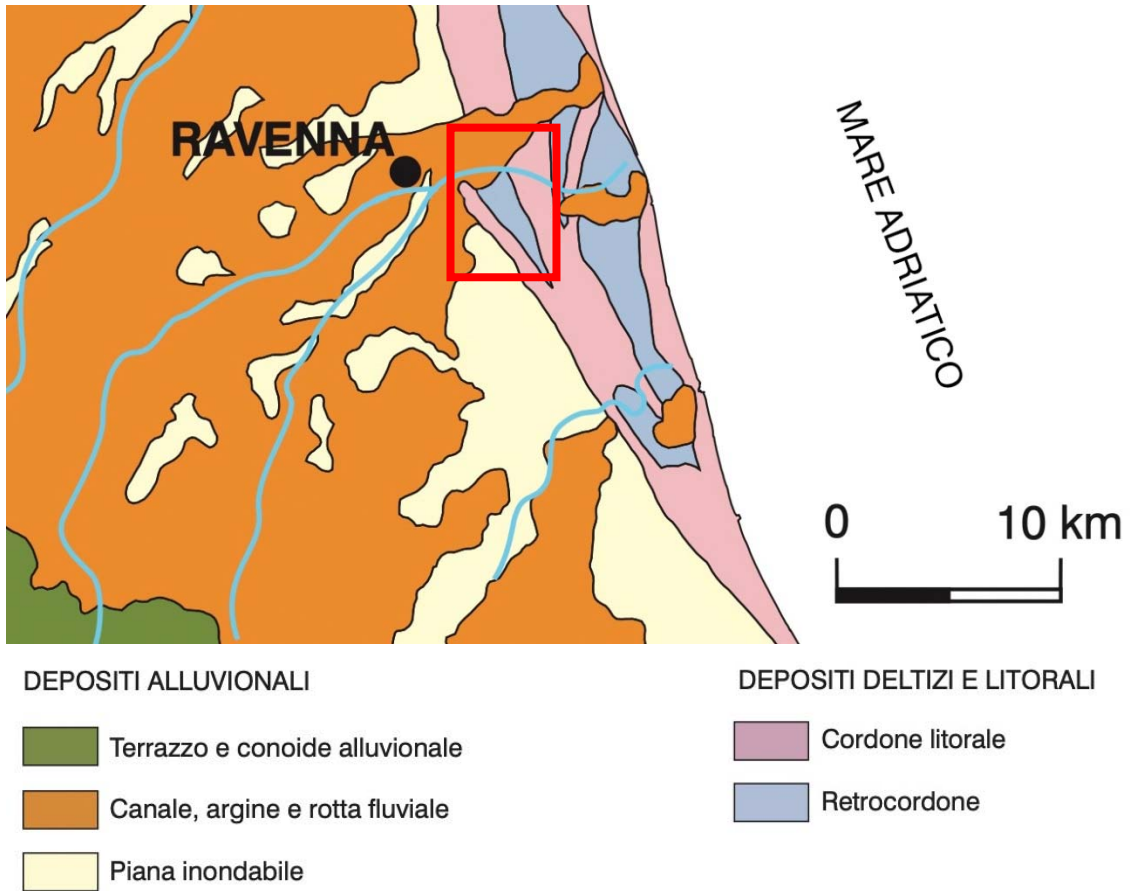 RAVENNA
MARE ADRIATICO
0 10 km
DEPOSITI ALLUVIONALI
Terrazzo e conoide alluvionale
Canale, argine e rotta fluviale
Piana inondabile
DEPOSITI DELTIZI E LITORALI
Cordone litorale
Retrocordone